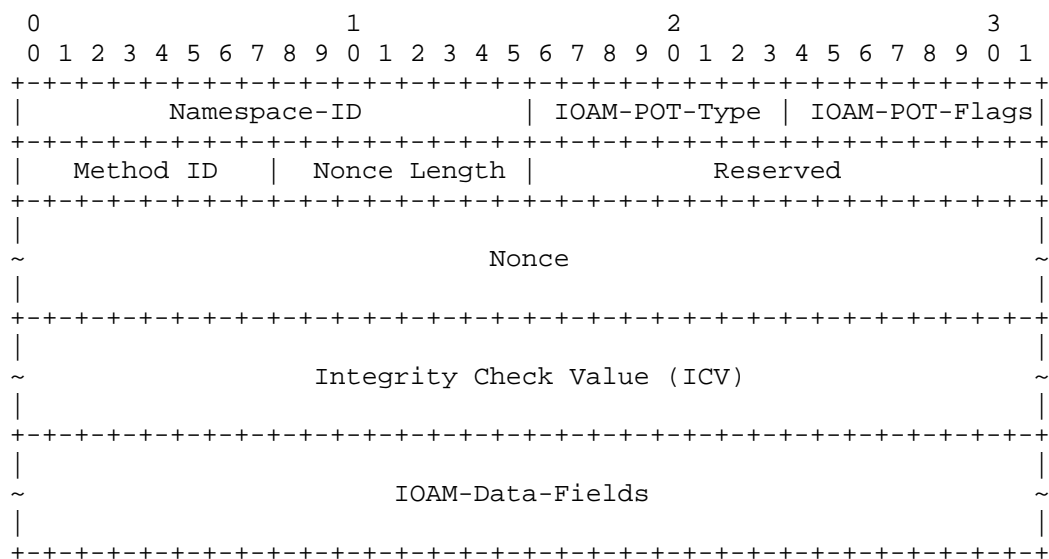 0                   1                   2                   3
 0 1 2 3 4 5 6 7 8 9 0 1 2 3 4 5 6 7 8 9 0 1 2 3 4 5 6 7 8 9 0 1
+-+-+-+-+-+-+-+-+-+-+-+-+-+-+-+-+-+-+-+-+-+-+-+-+-+-+-+-+-+-+-+-+
|         Namespace-ID          | IOAM-POT-Type | IOAM-POT-Flags|
+-+-+-+-+-+-+-+-+-+-+-+-+-+-+-+-+-+-+-+-+-+-+-+-+-+-+-+-+-+-+-+-+
|   Method ID   | Nonce Length  |           Reserved            |
+-+-+-+-+-+-+-+-+-+-+-+-+-+-+-+-+-+-+-+-+-+-+-+-+-+-+-+-+-+-+-+-+
|                                                               |
~                             Nonce                             ~
|                                                               |
+-+-+-+-+-+-+-+-+-+-+-+-+-+-+-+-+-+-+-+-+-+-+-+-+-+-+-+-+-+-+-+-+
|                                                               |
~                  Integrity Check Value (ICV)                  ~
|                                                               |
+-+-+-+-+-+-+-+-+-+-+-+-+-+-+-+-+-+-+-+-+-+-+-+-+-+-+-+-+-+-+-+-+
|                                                               |
~                       IOAM-Data-Fields                        ~
|                                                               |
+-+-+-+-+-+-+-+-+-+-+-+-+-+-+-+-+-+-+-+-+-+-+-+-+-+-+-+-+-+-+-+-+